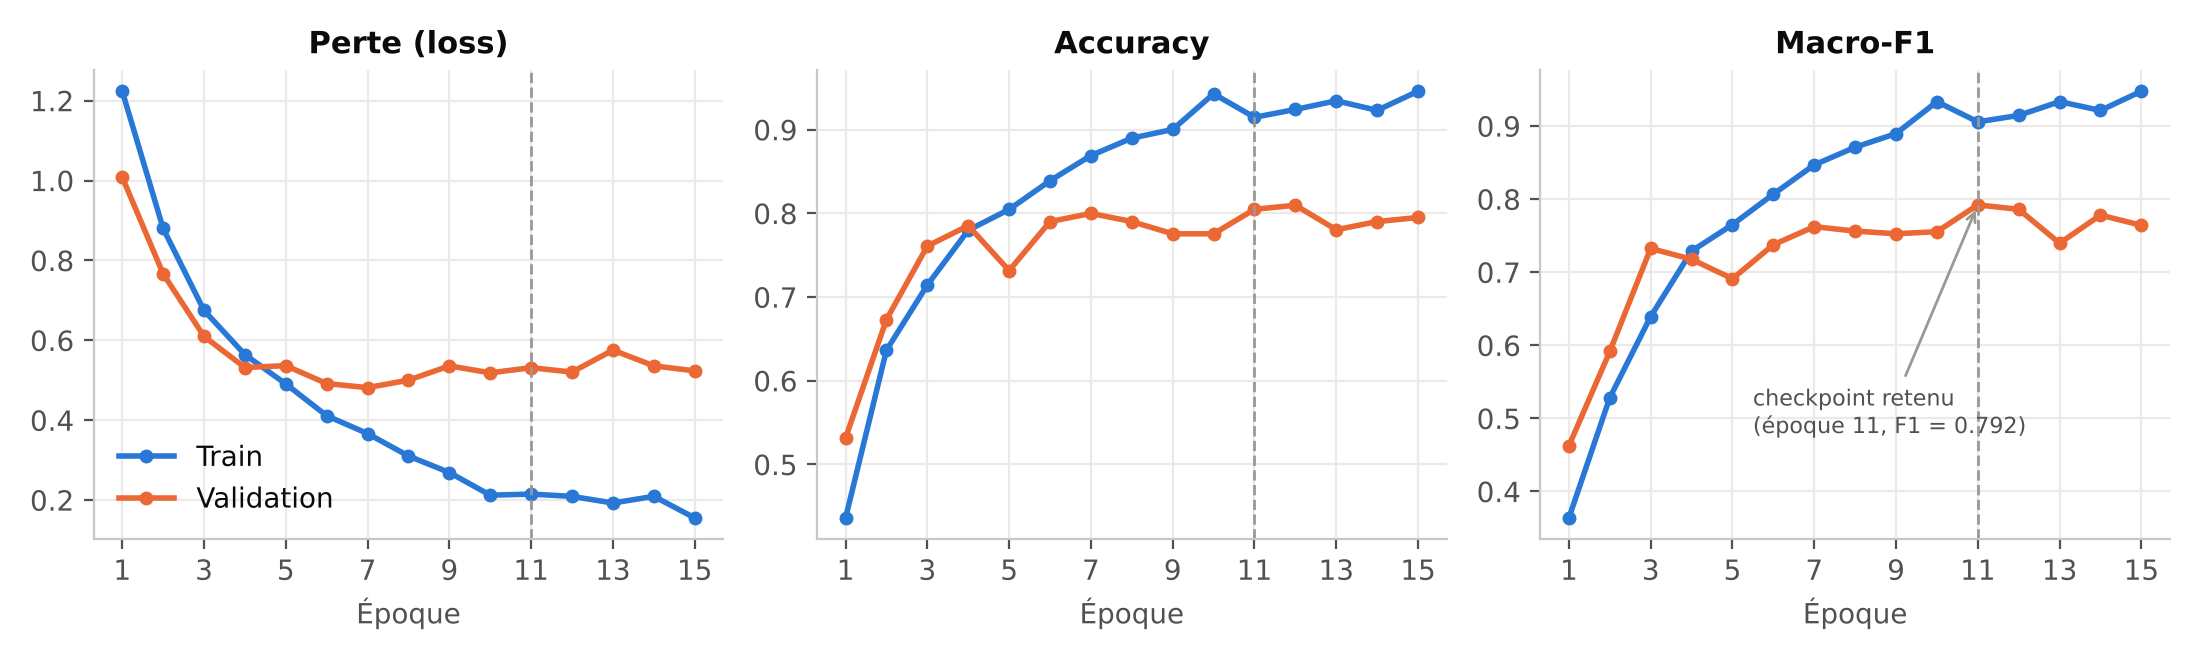 Perte (loss)
1.2
1.0
0.8
0.6
0.4
0.2
Train
Validation
1 3 5 7 9 11 13 15
Époque
Accuracy
0.9
0.8
0.7
0.6
0.5
1 3 5 7 9 11 13 15
Époque
Macro-F1
0.9
0.8
0.7
0.6
0.5
0.4
checkpoint retenu
(époque 11, F1 = 0.792)
1 3 5 7 9 11 13 15
Époque